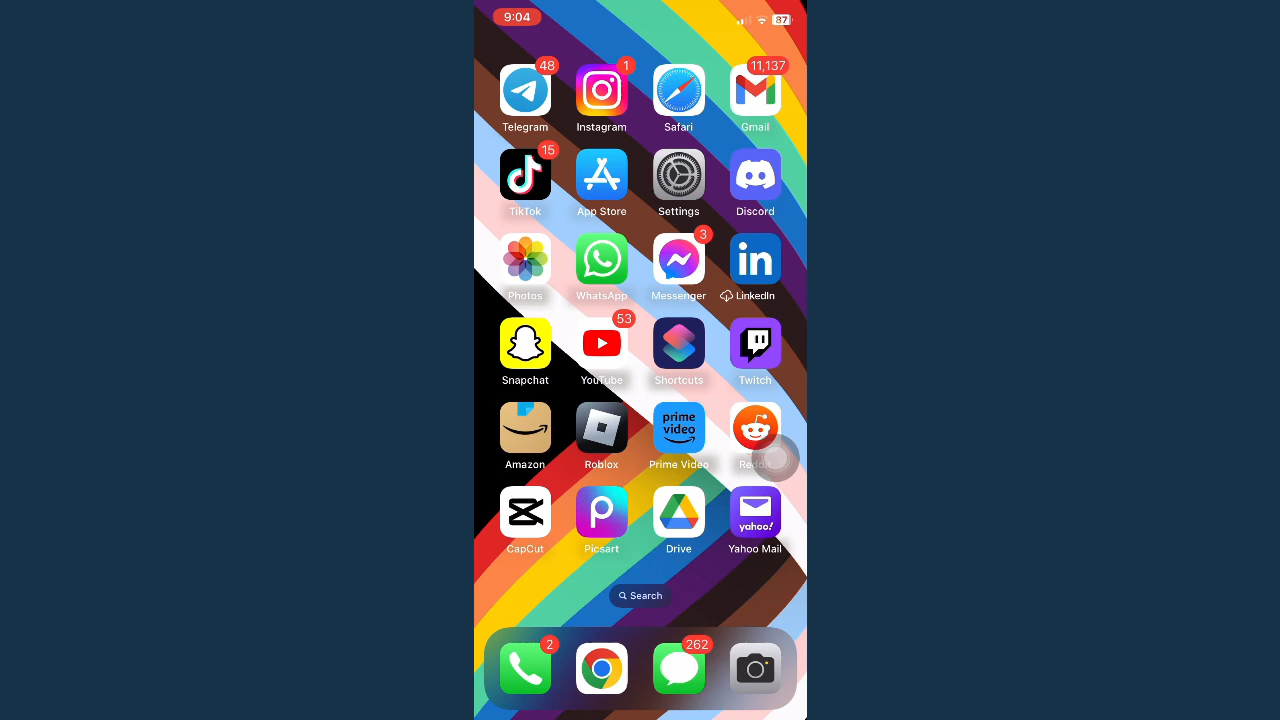 9:04
87
48
1
11,137
Telegram
Instagram
Safari
Gmail
15
TikTok
App Store
Settings
Discord
3
in
Photos
WhatsApp
Messenger
LinkedIn
53
Snapchat
YouTube
Shortcuts
Twitch
prime
video
Amazon
Roblox
Prime Video
yahoo!
CapCut
Picsart
Drive
Yahoo Mail
Search
2
262